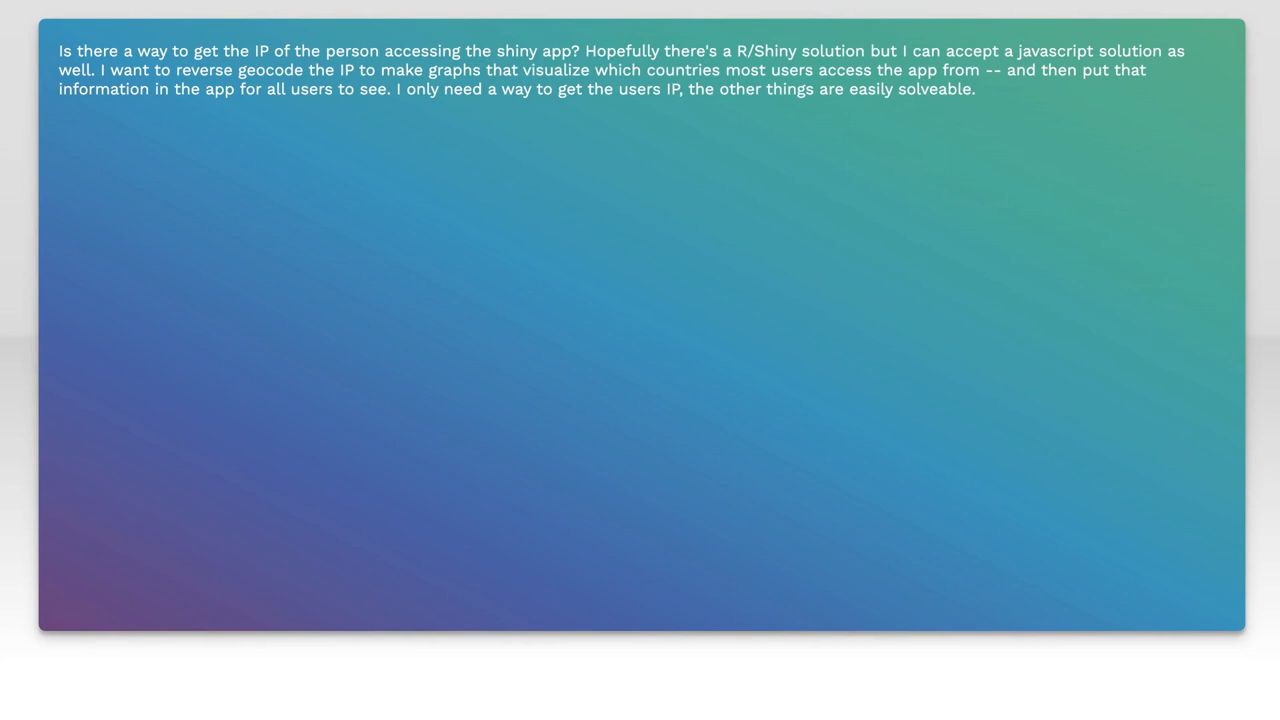 Is there a way to get the IP of the person accessing the shiny app? Hopefully there's a R/Shiny solution but I can accept a javascript solution as
well. I want to reverse geocode the IP to make graphs that visualize which countries most users access the app from -- and then put that
information in the app for all users to see. I only need a way to get the users IP, the other things are easily solveable.